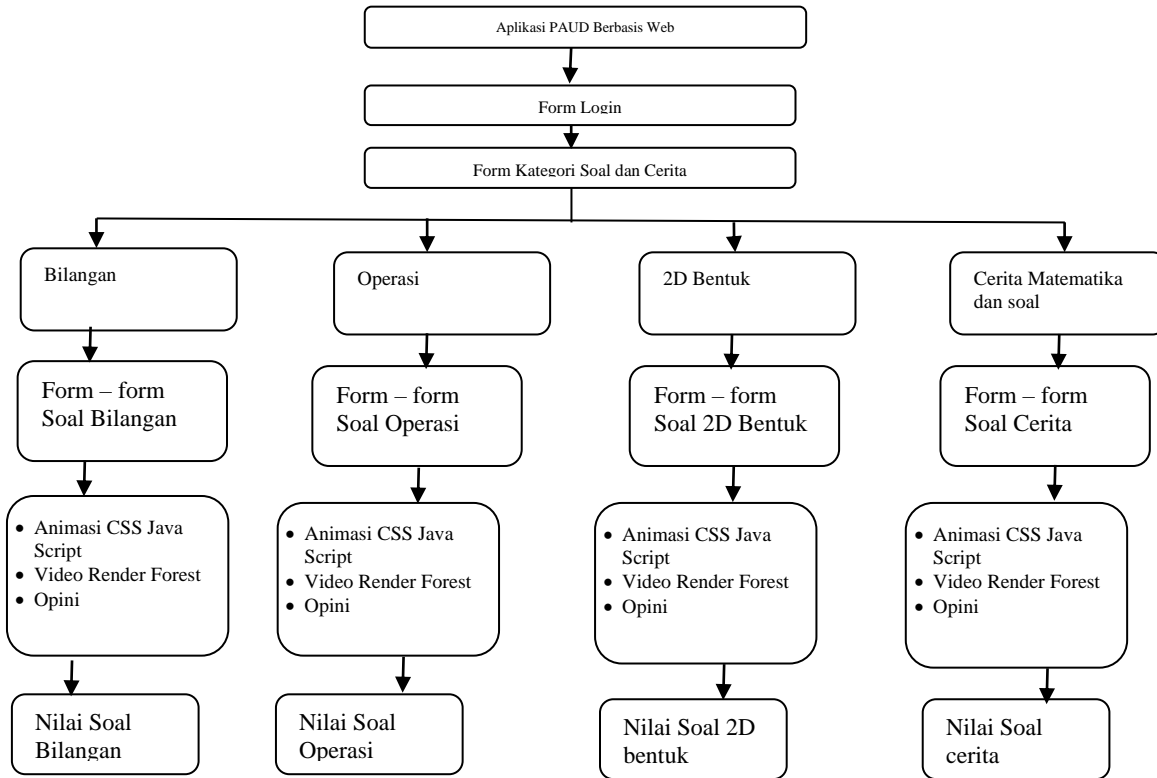 Aplikasi PAUD Berbasis Web
Form Login
Form Kategori Soal dan Cerita
Bilangan
Operasi
2D Bentuk
Cerita Matematika
dan soal
Form – form
Soal Bilangan
Form – form
Soal Operasi
Form – form
Soal 2D Bentuk
Form – form
Soal Cerita
• Animasi CSS Java
Script
• Video Render Forest
• Opini
• Animasi CSS Java
Script
• Video Render Forest
• Opini
• Animasi CSS Java
Script
• Video Render Forest
• Opini
• Animasi CSS Java
Script
• Video Render Forest
• Opini
Nilai Soal
Bilangan
Nilai Soal
Operasi
Nilai Soal 2D
bentuk
Nilai Soal
cerita